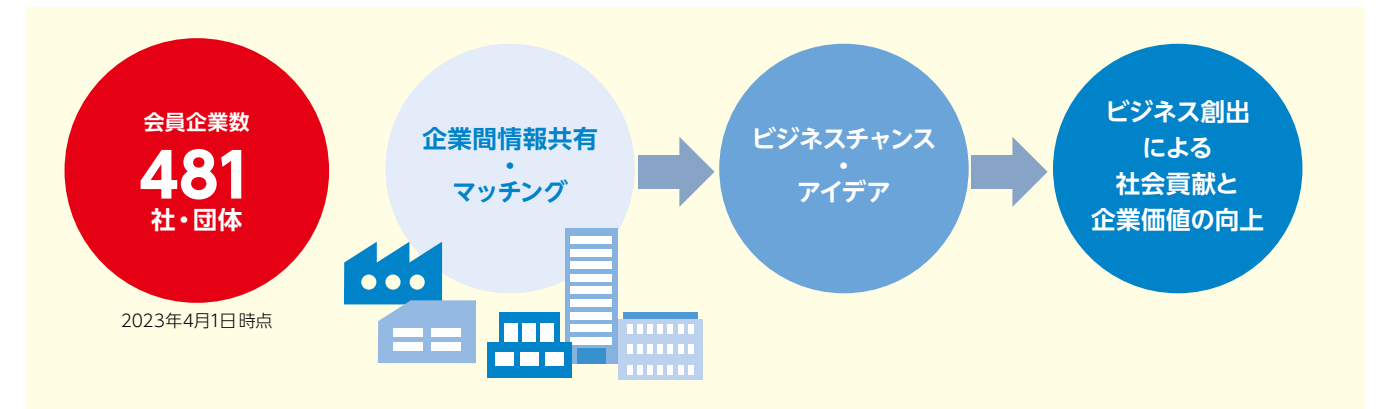 会員企業数
481
社・団体
2023年4月1日時点
企業間情報共有
・
マッチング
ビジネスチャンス
・
アイデア
ビジネス創出
による
社会貢献と
企業価値の向上